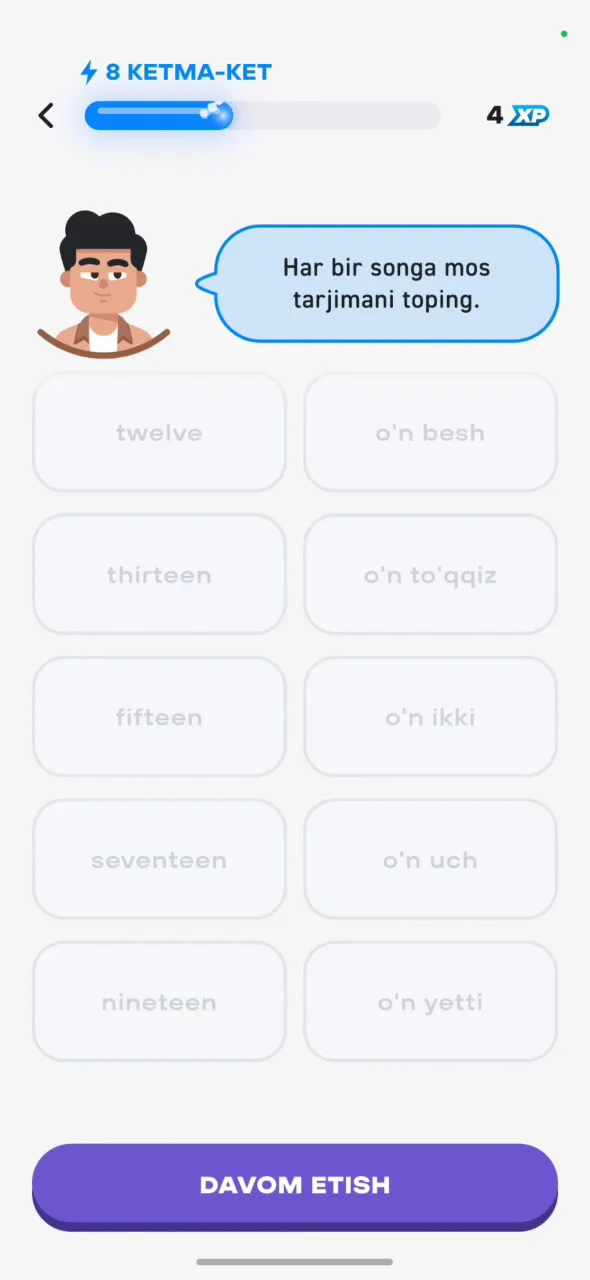 8 KETMA-KET
4 XP
Har bir songa mos
tarjimani toping.
twelve
o'n besh
thirteen
o'n to'qqiz
fifteen
o'n ikki
seventeen
o'n uch
nineteen
o'n yetti
DAVOM ETISH